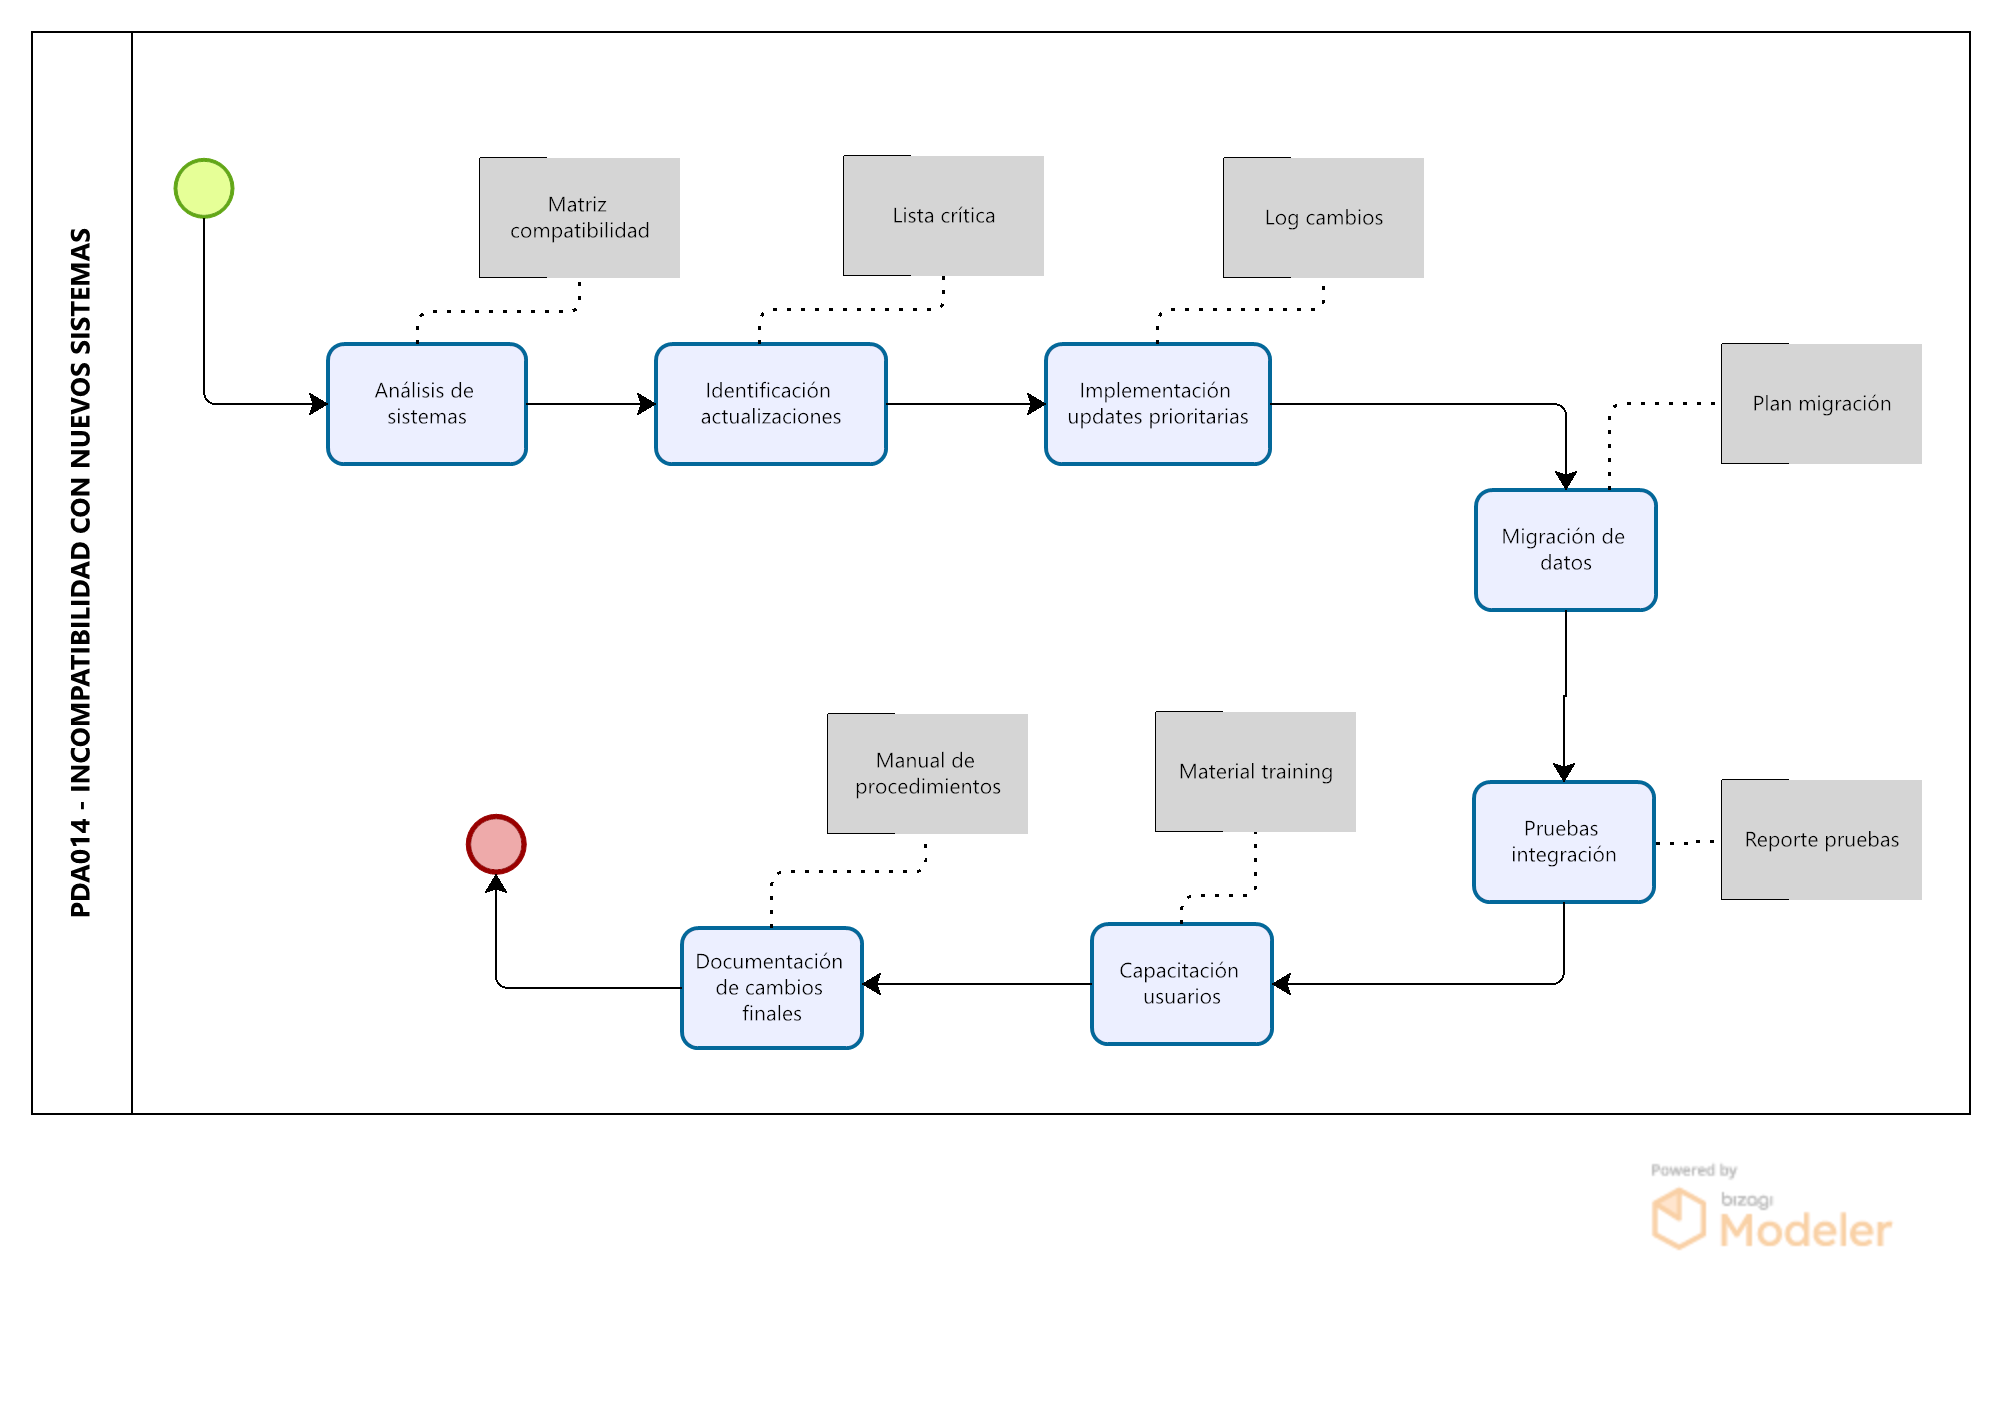 PDA014 - INCOMPATIBILIDAD CON NUEVOS SISTEMAS
Matriz
compatibilidad
Lista crítica
Log cambios
Análisis de
sistemas
Identificación
actualizaciones
Implementación
updates prioritarias
Plan migración
Migración de
datos
Manual de
procedimientos
Material training
Pruebas
integración
Reporte pruebas
Documentación
de cambios
finales
Capacitación
usuarios
Powered by
bizagi
Modeler